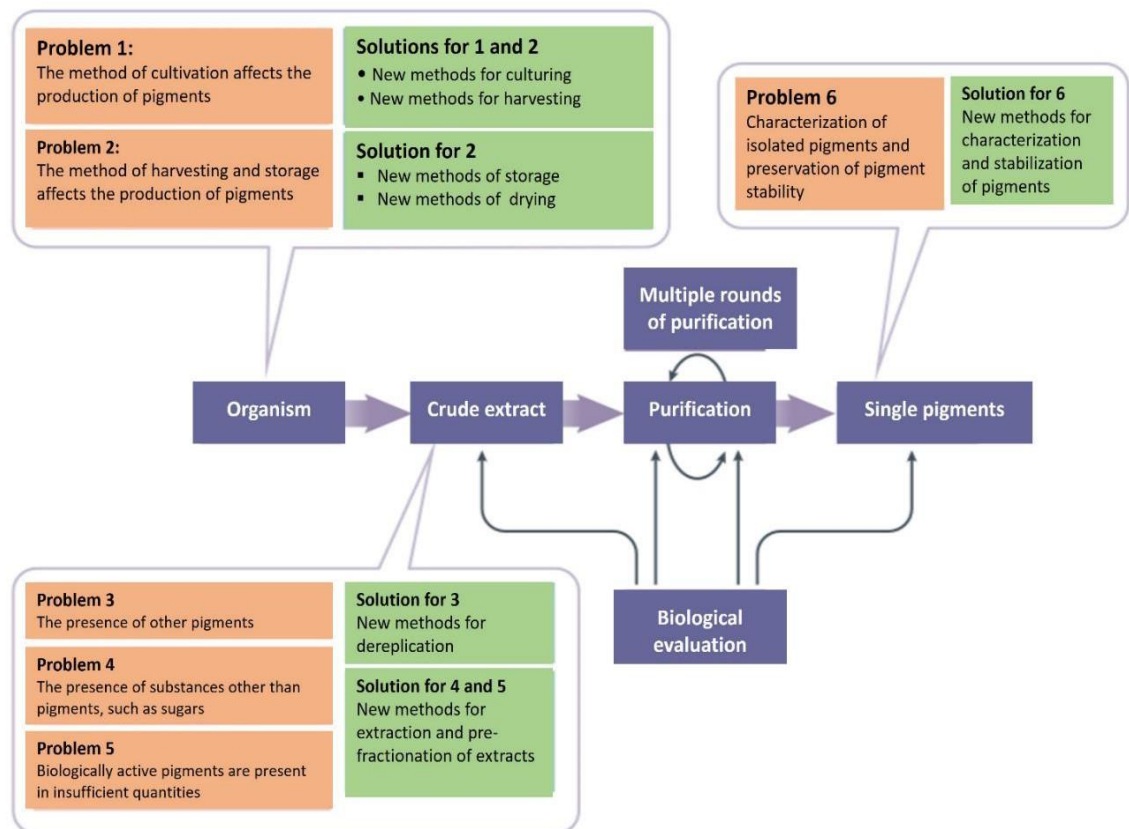 Problem 1:
The method of cultivation affects the
production of pigments
Problem 2:
The method of harvesting and storage
affects the production of pigments
Solutions for 1 and 2
• New methods for culturing
• New methods for harvesting
Solution for 2
▪ New methods of storage
▪ New methods of drying
Problem 6
Characterization of
isolated pigments and
preservation of pigment
stability
Solution for 6
New methods for
characterization
and stabilization
of pigments
Multiple rounds
of purification
Organism
Crude extract
Purification
Single pigments
Biological
evaluation
Problem 3
The presence of other pigments
Problem 4
The presence of substances other than
pigments, such as sugars
Problem 5
Biologically active pigments are present
in insufficient quantities
Solution for 3
New methods for
dereplication
Solution for 4 and 5
New methods for
extraction and pre-
fractionation of extracts